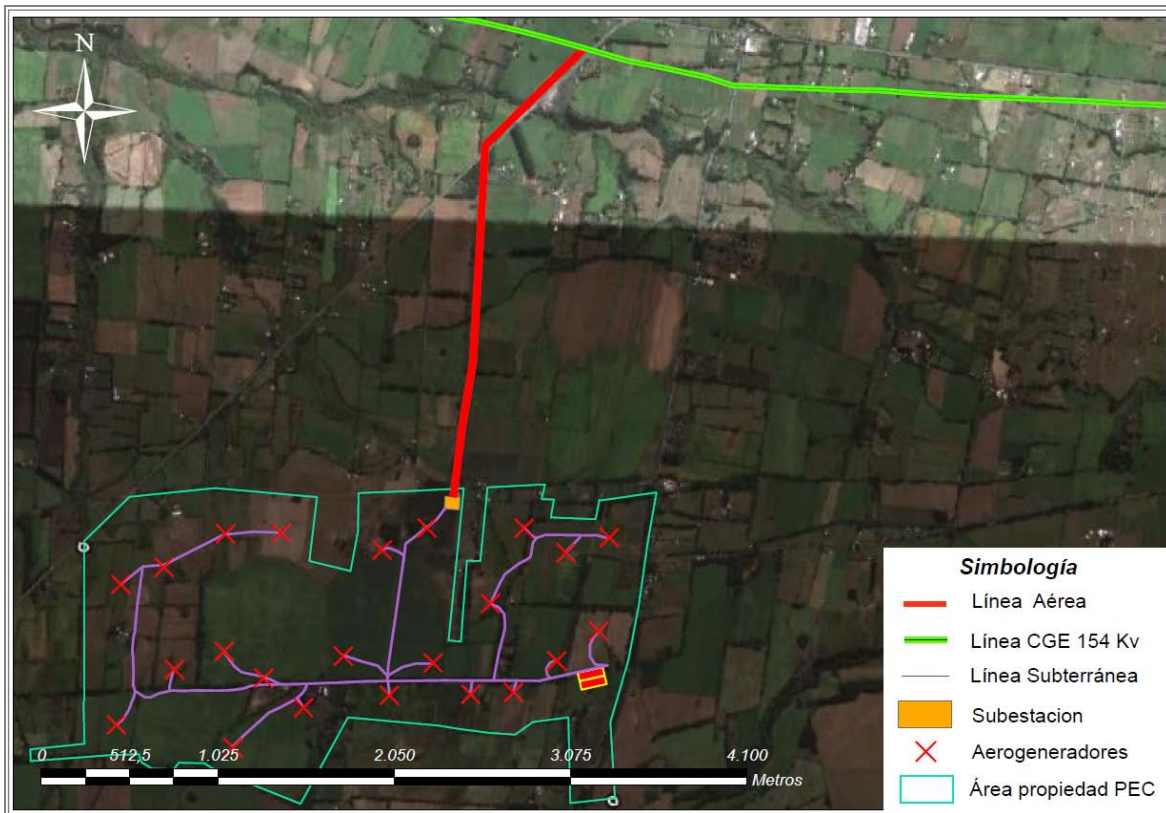 N
Simbología
Línea Aérea
Línea CGE 154 Kv
Línea Subterránea
Subestacion
Aerogeneradores
Área propiedad PEC
0 512,5 1.025 2.050 3.075 4.100
Metros